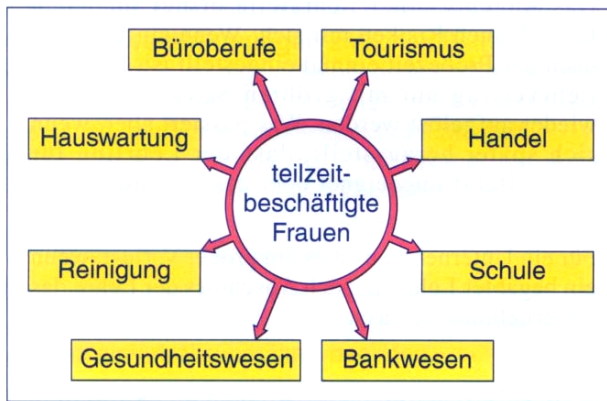 Büroberufe
Tourismus
Hauswartung
Handel
teilzeit-
beschäftigte
Frauen
Reinigung
Schule
Gesundheitswesen
Bankwesen